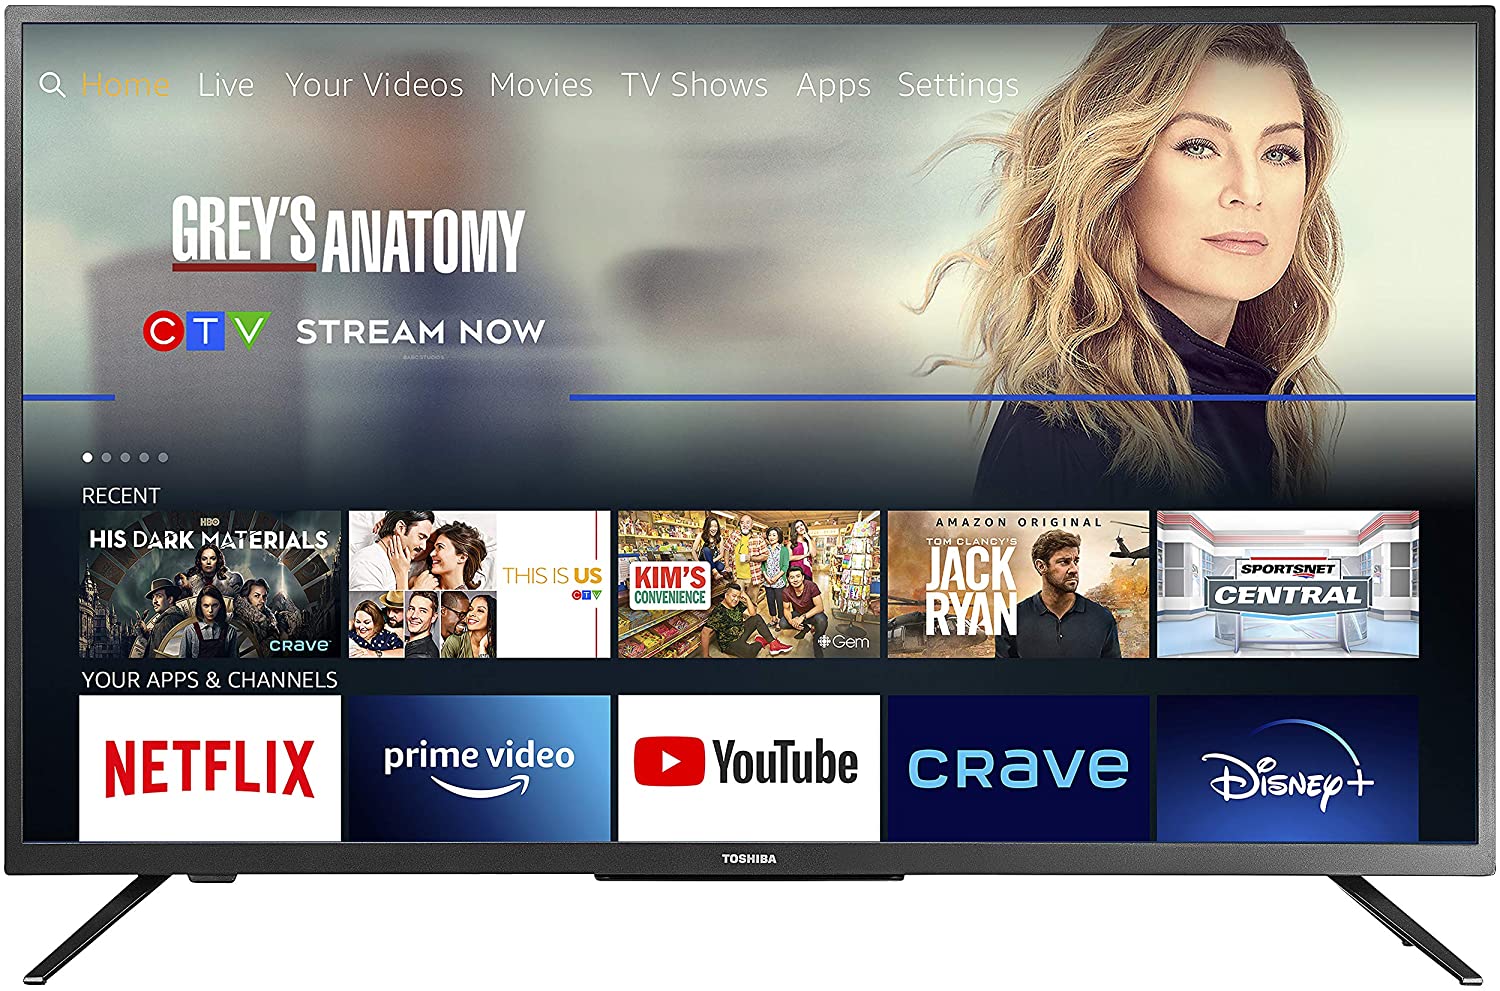 Home Live Your Videos Movies TV Shows Apps Settings
GREY'S ANATOMY
CTV STREAM NOW
©ABC STUDIOS
RECENT
HBO
HIS DARK MATERIALS
CRAVE
THIS IS US
CTV
KIM'S
CONVENIENCE
Gem
AMAZON ORIGINAL
TOM CLANCY'S
JACK
RYAN
SPORTSNET
CENTRAL
YOUR APPS & CHANNELS
NETFLIX
prime video
YouTube
CRAVE
Disney+
TOSHIBA